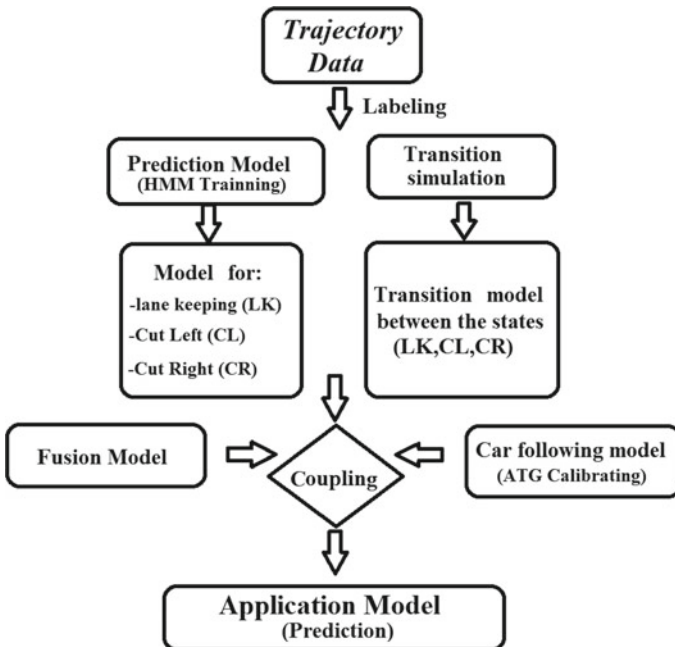 Trajectory
Data
Labeling
Prediction Model
(HMM Trainning)
Transition
simulation
Model for:
-lane keeping (LK)
-Cut Left (CL)
-Cut Right (CR)
Transition model
between the states
(LK,CL,CR)
Fusion Model
Coupling
Car following model
(ATG Calibrating)
Application Model
(Prediction)